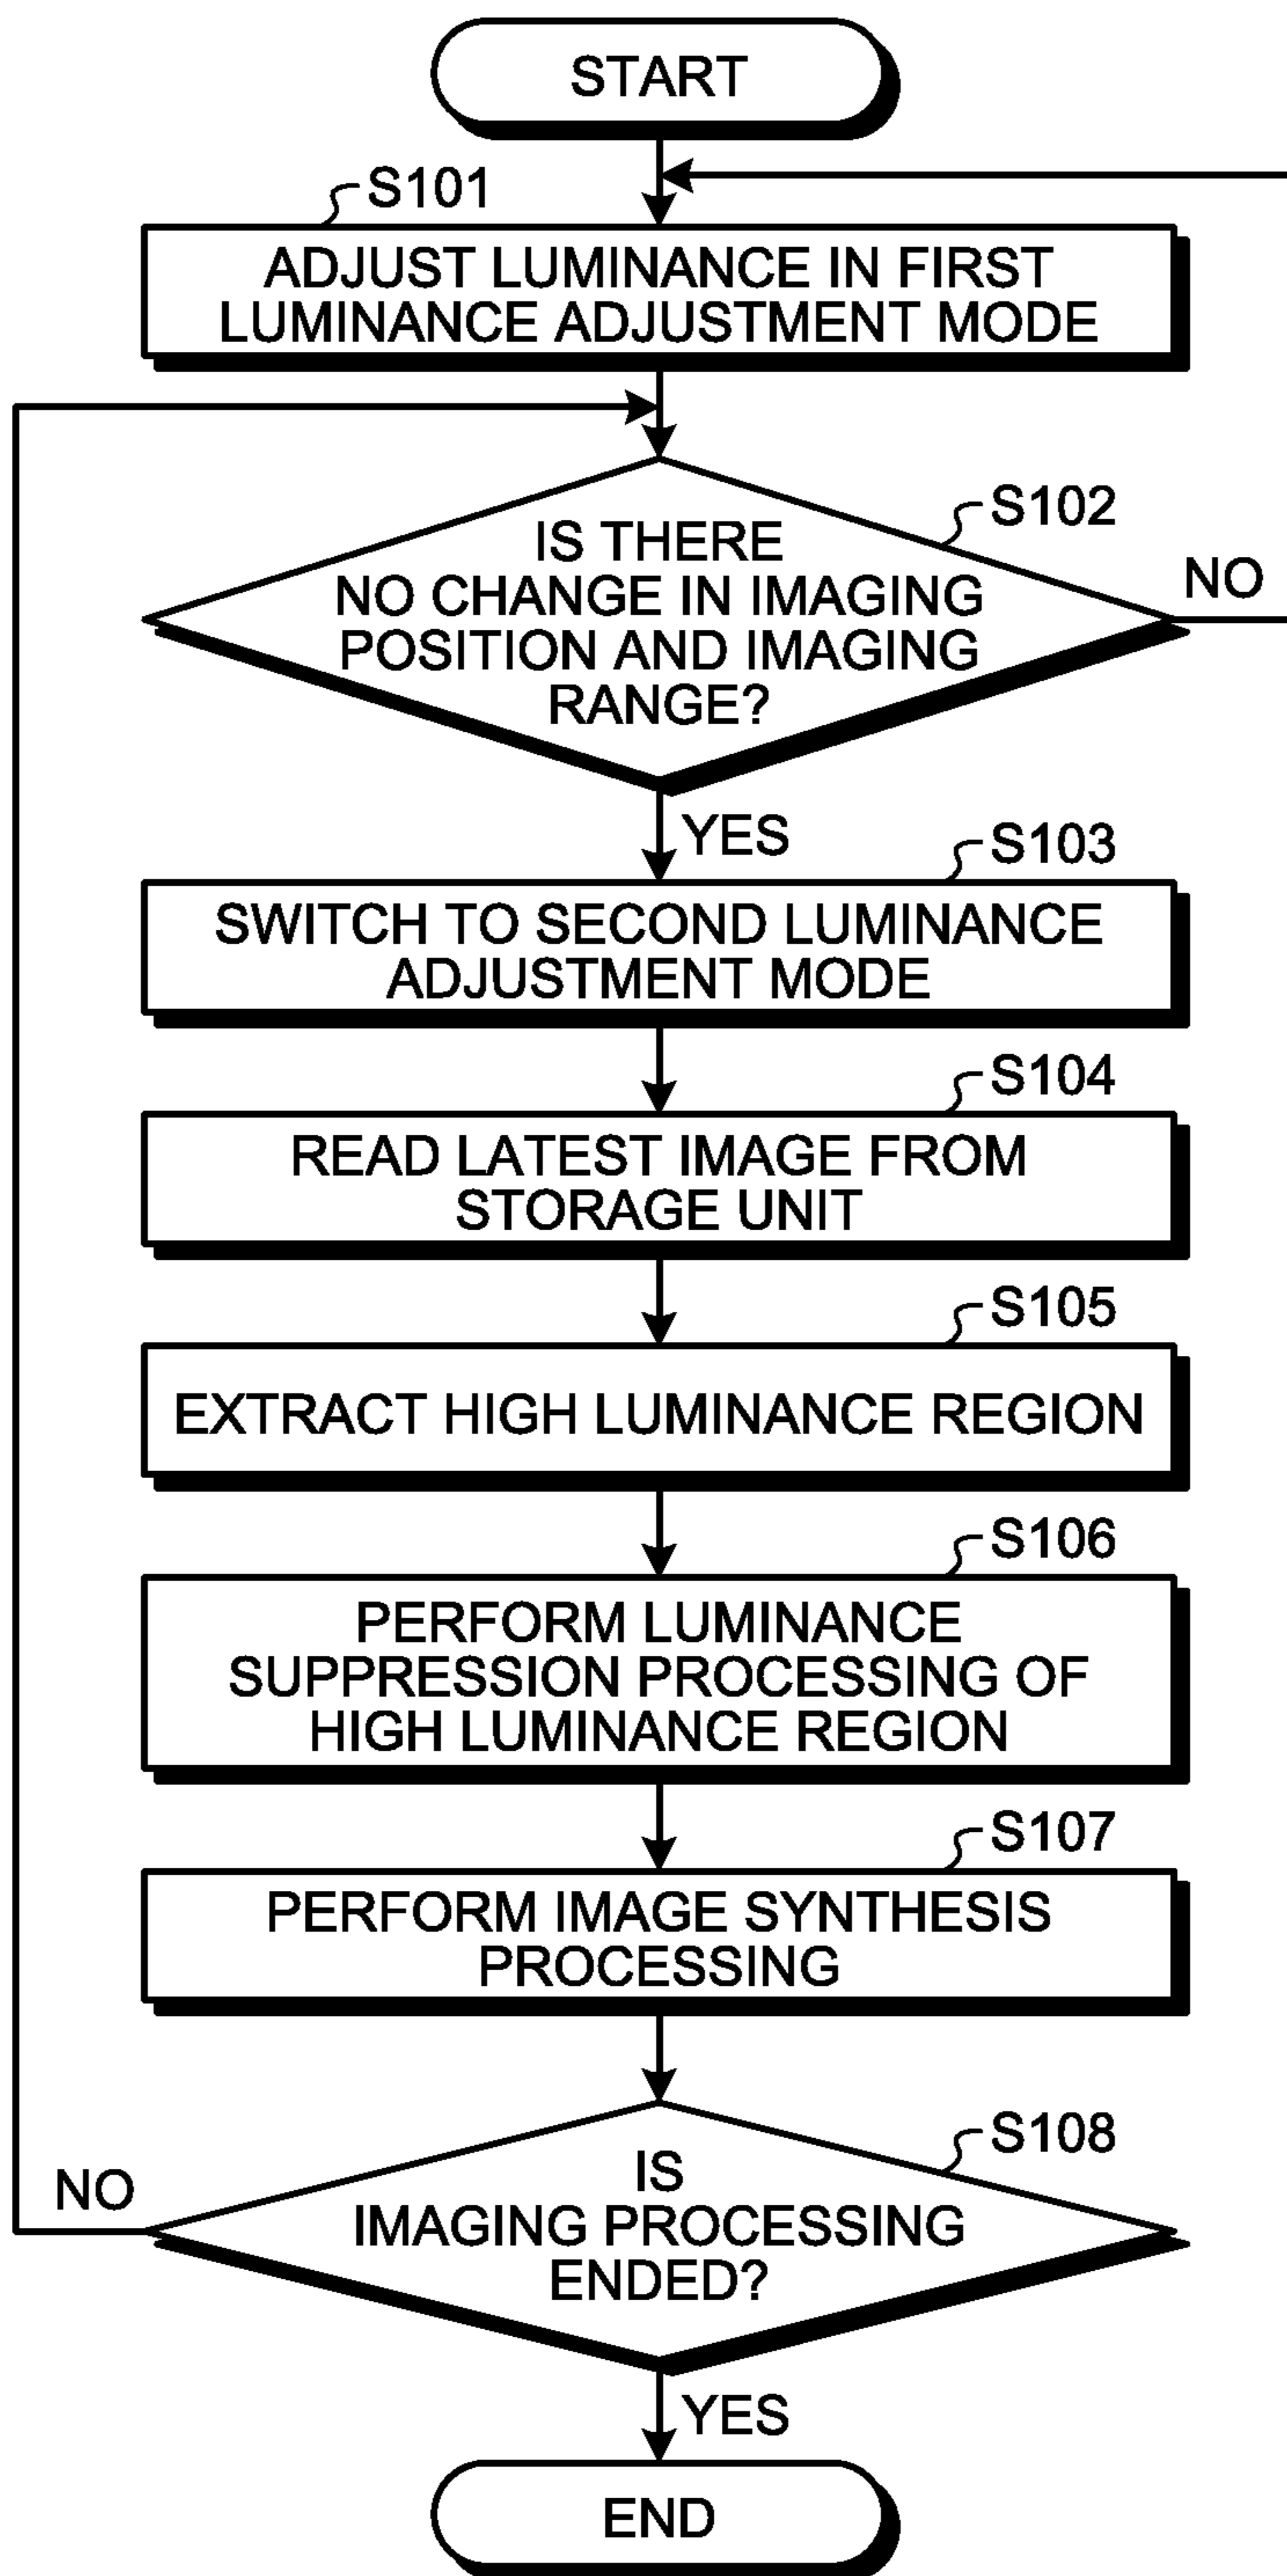 START
S101
ADJUST LUMINANCE IN FIRST
LUMINANCE ADJUSTMENT MODE
S102
IS THERE
NO CHANGE IN IMAGING
POSITION AND IMAGING
RANGE?
NO
YES
S103
SWITCH TO SECOND LUMINANCE
ADJUSTMENT MODE
S104
READ LATEST IMAGE FROM
STORAGE UNIT
S105
EXTRACT HIGH LUMINANCE REGION
S106
PERFORM LUMINANCE
SUPPRESSION PROCESSING OF
HIGH LUMINANCE REGION
S107
PERFORM IMAGE SYNTHESIS
PROCESSING
S108
IS
IMAGING PROCESSING
ENDED?
NO
YES
END